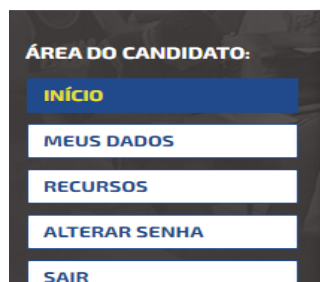 ÁREA DO CANDIDATO:
INÍCIO
MEUS DADOS
RECURSOS
ALTERAR SENHA
SAIR